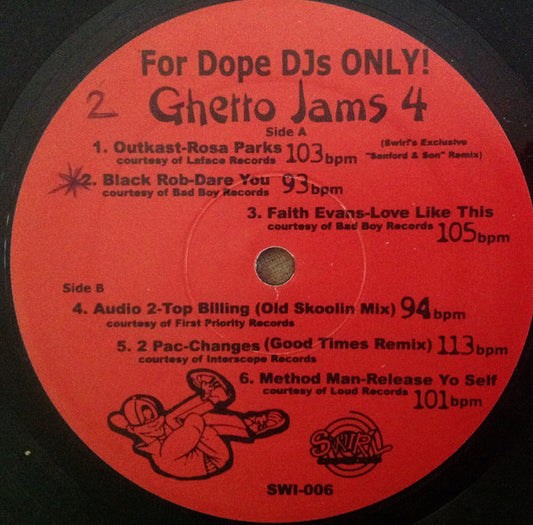 For Dope DJs ONLY!
2 Ghetto Jams 4
Side A
1. Outkast-Rosa Parks 103bpm (Swirl's Exclusive
courtesy of Laface Records "Sanford & Son" Remix)
2. Black Rob-Dare You 93bpm
courtesy of Bad Boy Records
3. Faith Evans-Love Like This
courtesy of Bad Boy Records 105bpm
Side B
4. Audio 2-Top Billing (Old Skoolin Mix) 94bpm
courtesy of First Priority Records
5. 2 Pac-Changes (Good Times Remix) 113bpm
courtesy of Interscope Records
6. Method Man-Release Yo Self
courtesy of Loud Records 101bpm
SWIRL
SWI-006